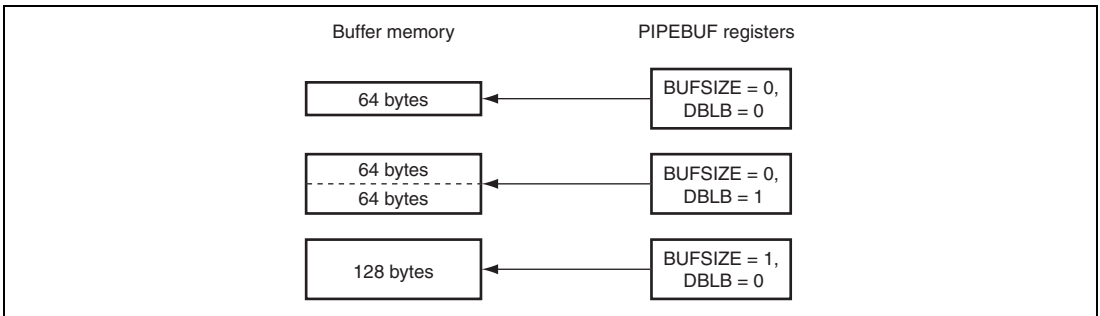 Buffer memory PIPEBUF registers
64 bytes
BUFSIZE = 0,
DBLB = 0
64 bytes
64 bytes
BUFSIZE = 0,
DBLB = 1
128 bytes
BUFSIZE = 1,
DBLB = 0